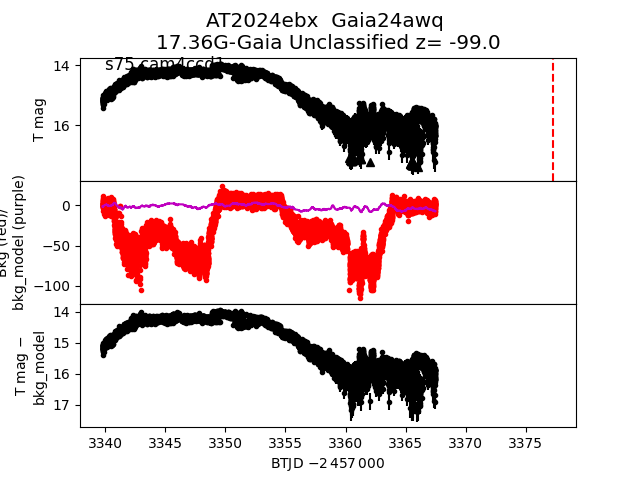 AT2024ebx  Gaia24awq
17.36G-Gaia Unclassified z= -99.0
s75 cam4ccd1
14
16
T mag
0
−50
−100
Bkg (red)/
bkg_model (purple)
14
15
16
17
T mag −
bkg_model
3340 3345 3350 3355 3360 3365 3370 3375
BTJD −2 457 000